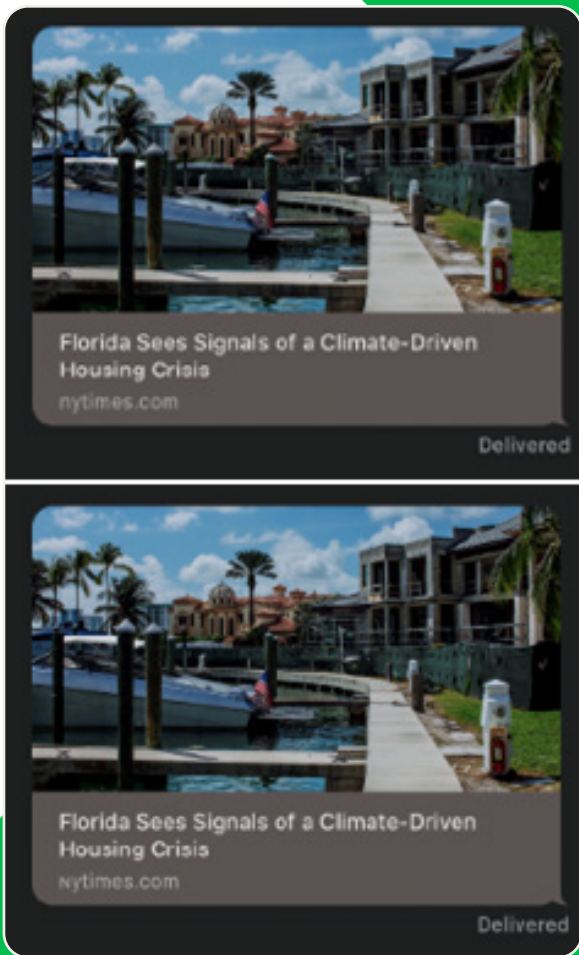 Florida Sees Signals of a Climate-Driven
Housing Crisis
nytimes.com
Delivered
Florida Sees Signals of a Climate-Driven
Housing Crisis
ɴytimes.com
Delivered